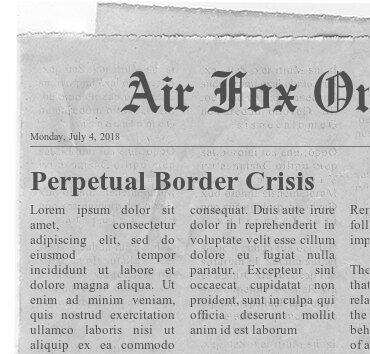 Air Fox On
Monday, July 4, 2018
Perpetual Border Crisis
Lorem ipsum dolor sit
amet, consectetur
adipiscing elit, sed do
eiusmod tempor
incididunt ut labore et
dolore magna aliqua. Ut
enim ad minim veniam,
quis nostrud exercitation
ullamco laboris nisi ut
aliquip ex ea commodo
consequat. Duis aute irure
dolor in reprehenderit in
voluptate velit esse cillum
dolore eu fugiat nulla
pariatur. Excepteur sint
occaecat cupidatat non
proident, sunt in culpa qui
officia deserunt mollit
anim id est laborum
Ren
foll
imp
The
that
rela
the
beh
of a